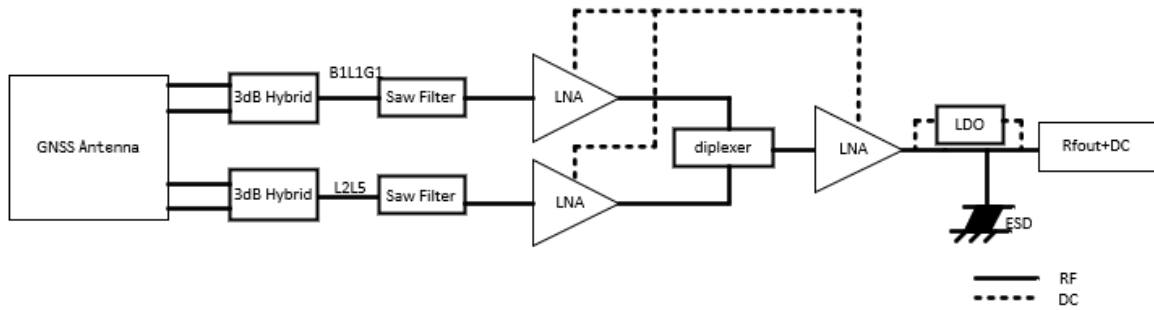 GNSS Antenna
3dB Hybrid
B1L1G1
Saw Filter
LNA
3dB Hybrid
L2L5
Saw Filter
LNA
diplexer
LNA
LDO
Rfout+DC
ESD
RF
DC